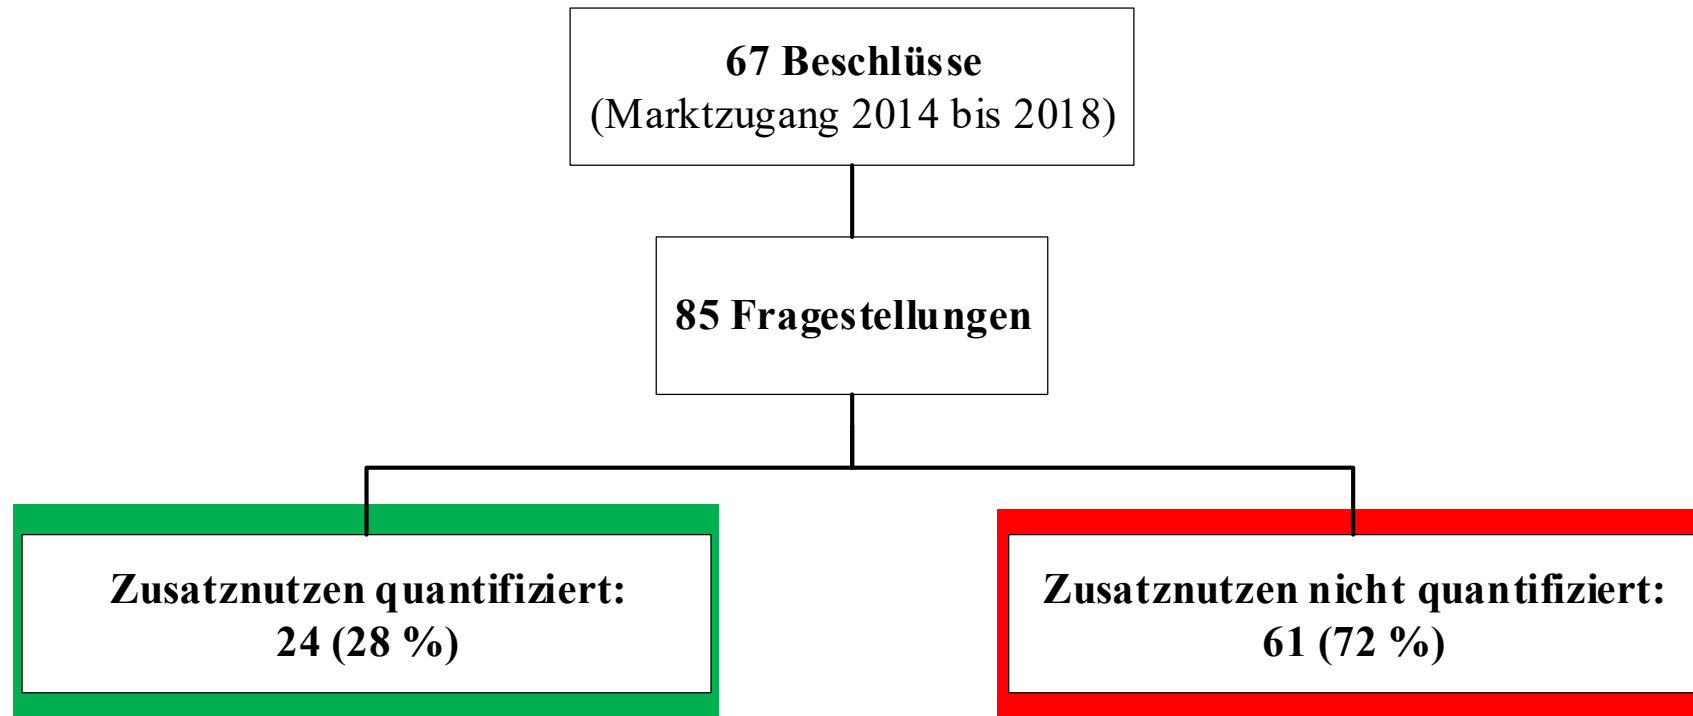 67 Beschlüsse
(Marktzugang 2014 bis 2018)
85 Fragestellungen
Zusatznutzen quantifiziert:
24 (28 %)
Zusatznutzen nicht quantifiziert:
61 (72 %)